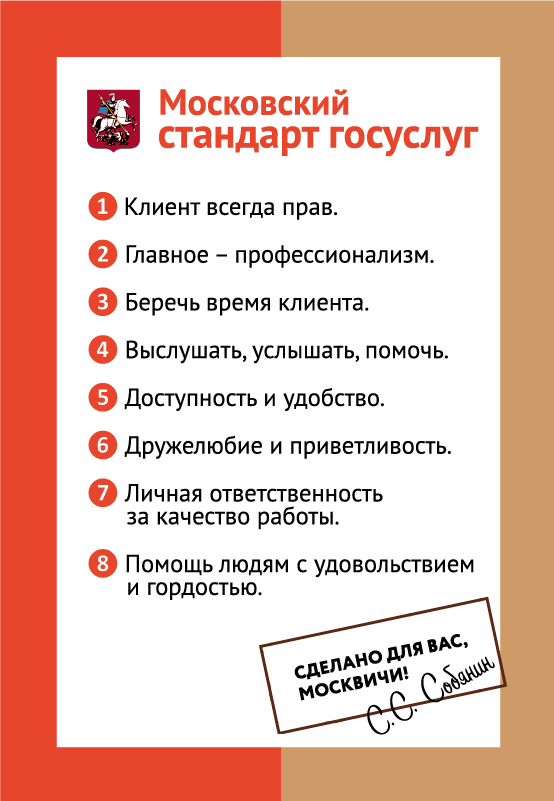 Московский
стандарт госуслуг
1 Клиент всегда прав.
2 Главное – профессионализм.
3 Беречь время клиента.
4 Выслушать, услышать, помочь.
5 Доступность и удобство.
6 Дружелюбие и приветливость.
7 Личная ответственность
за качество работы.
8 Помощь людям с удовольствием
и гордостью.
СДЕЛАНО ДЛЯ ВАС,
МОСКВИЧИ!
С.С. Собянин